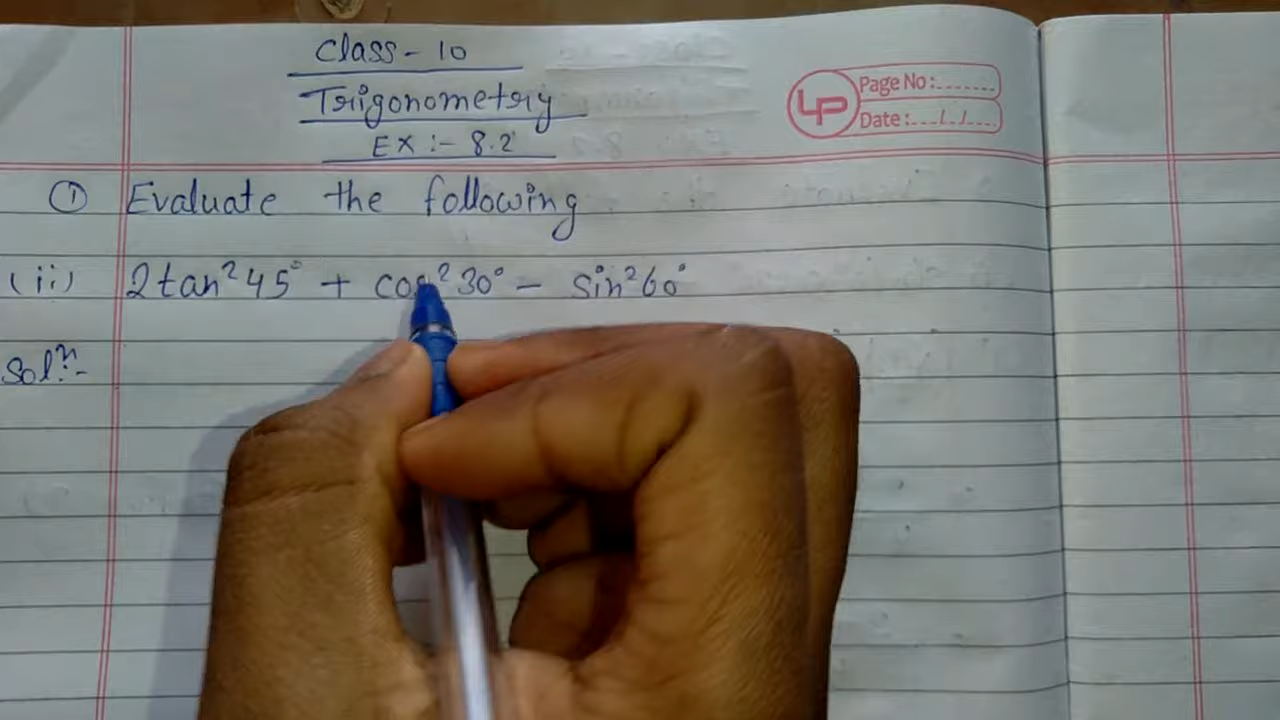 Class - 10
Trigonometry
Ex :- 8.2
LP
Page No :.......
Date :..../../....
① Evaluate the following
(ii) 2tan²45° + cos²30° - sin²60°
Solⁿ:-